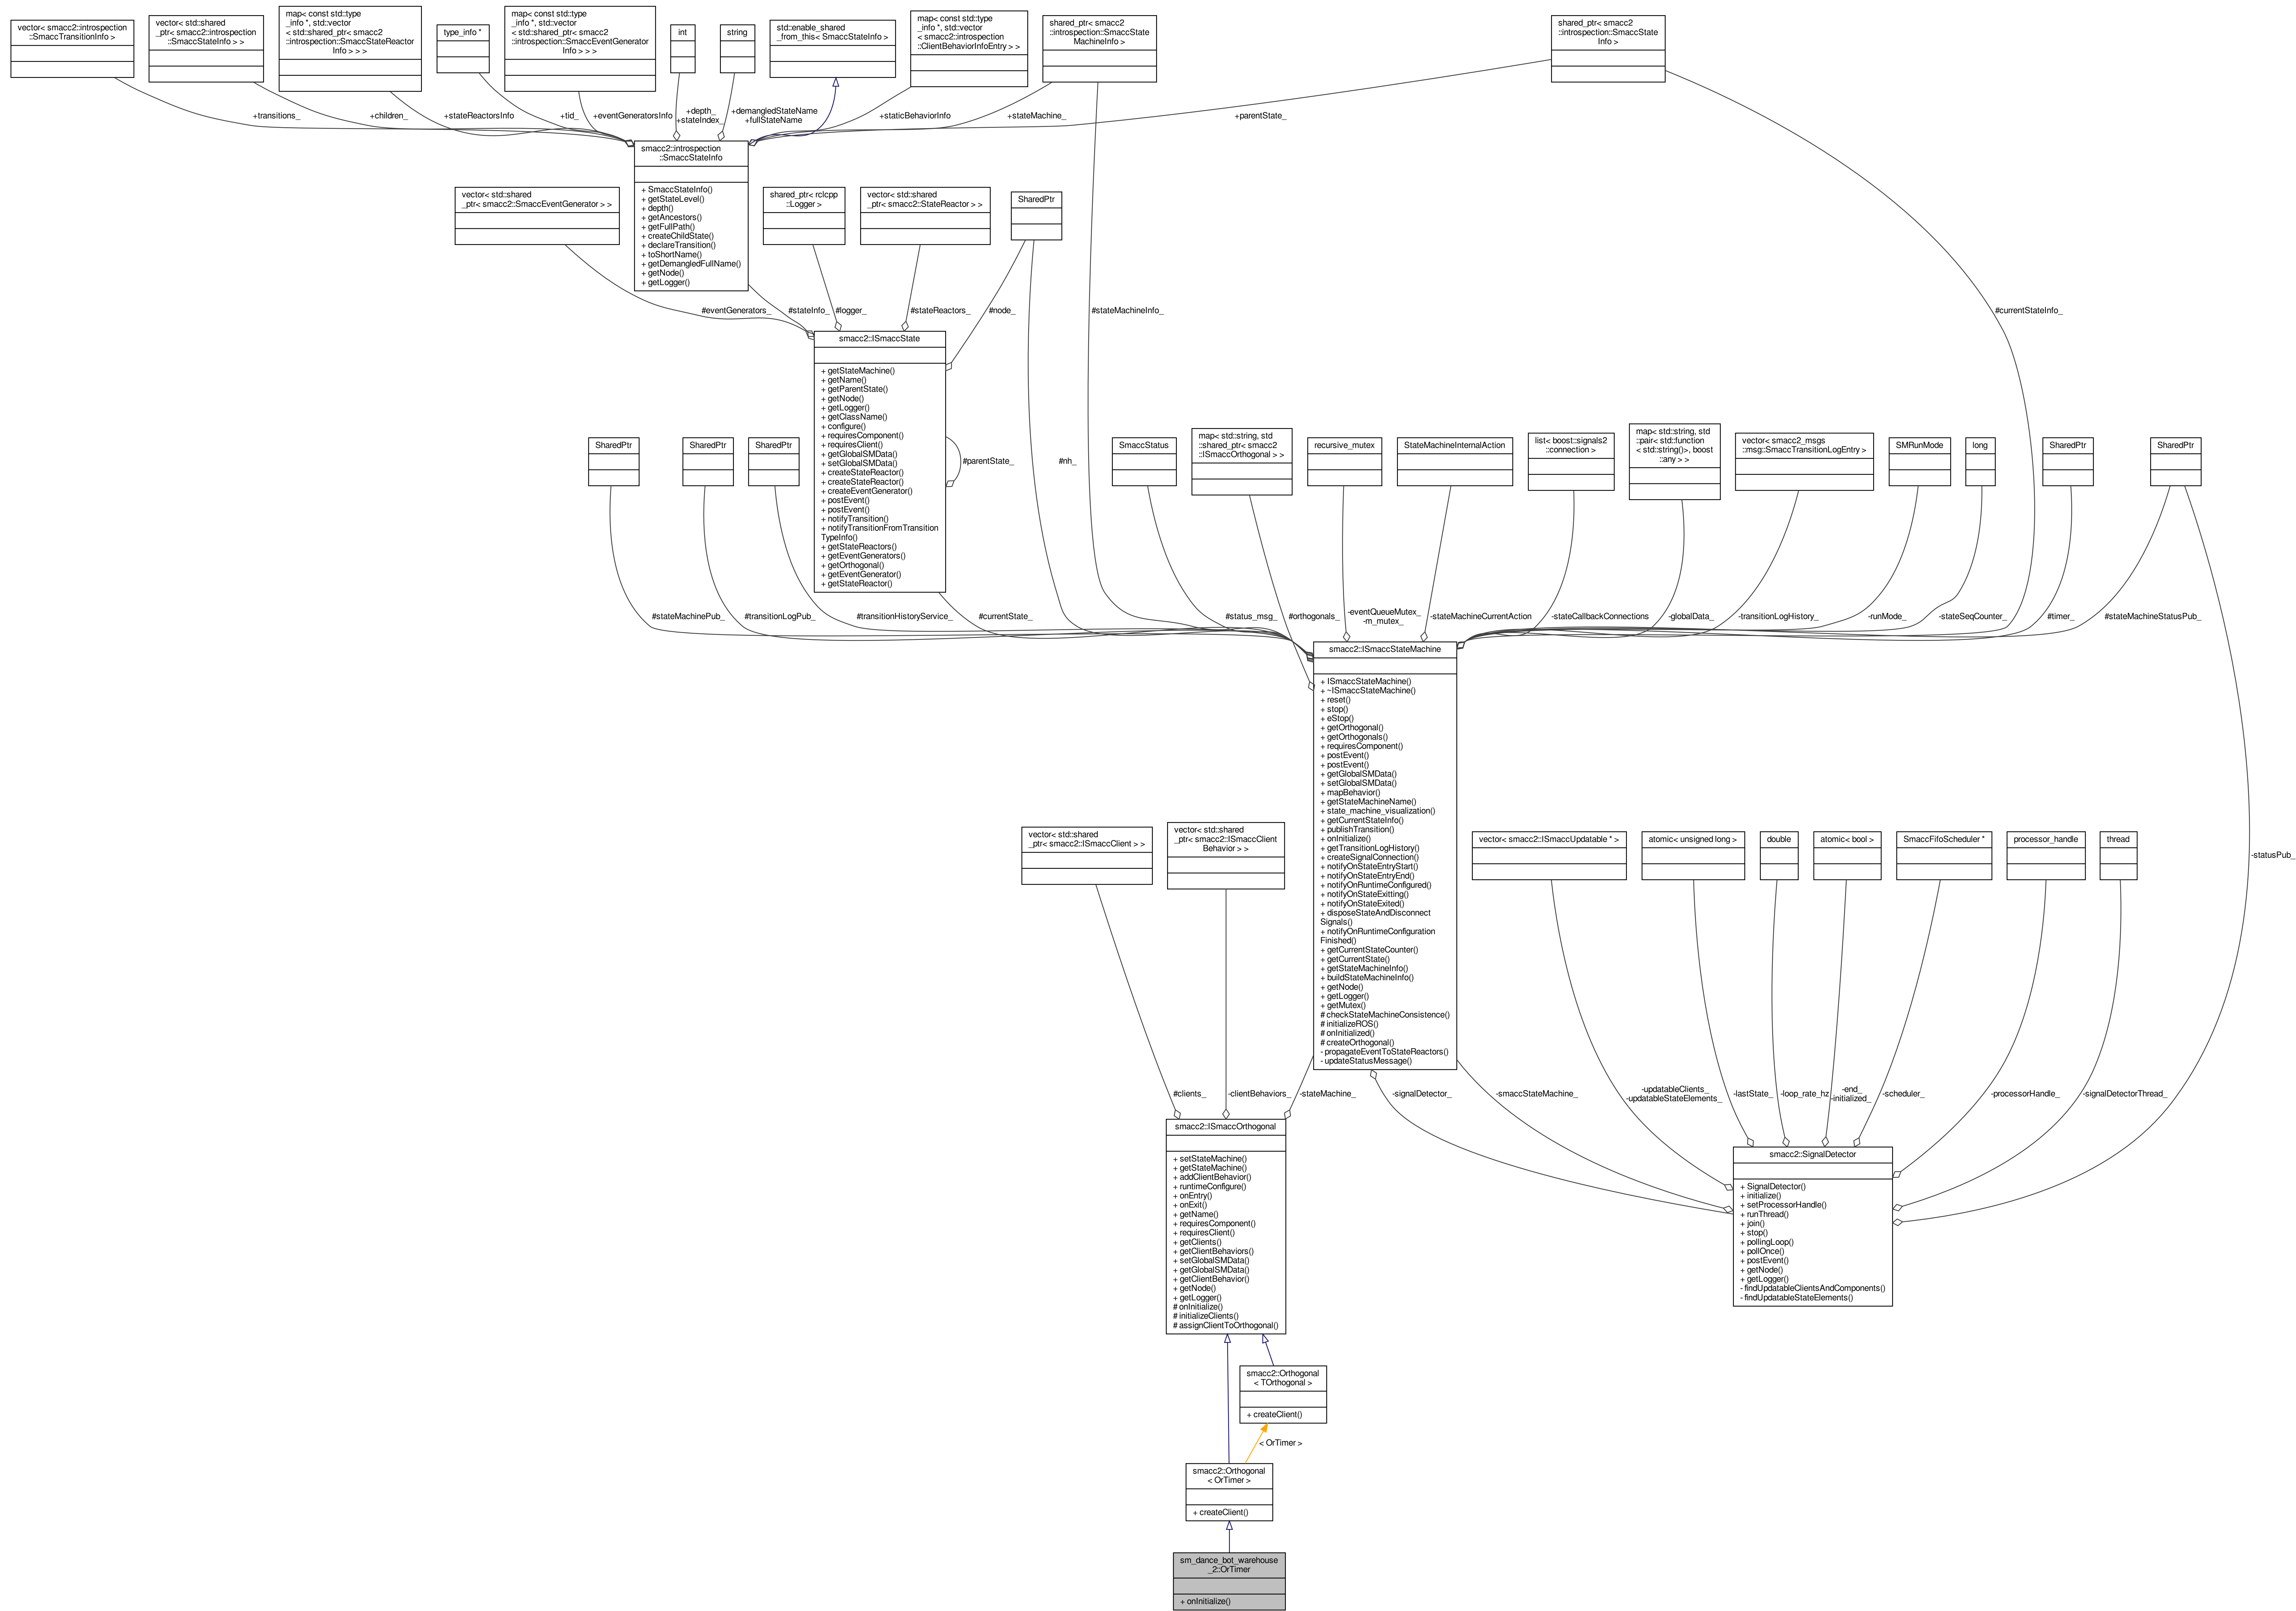 vector< smacc2::introspection
::SmaccTransitionInfo >
vector< std::shared
_ptr< smacc2::introspection
::SmaccStateInfo > >
map< const std::type
_info *, std::vector
< std::shared_ptr< smacc2
::introspection::SmaccStateReactor
Info > > >
type_info *
map< const std::type
_info *, std::vector
< std::shared_ptr< smacc2
::introspection::SmaccEventGenerator
Info > > >
int
string
std::enable_shared
_from_this< SmaccStateInfo >
map< const std::type
_info *, std::vector
< smacc2::introspection
::ClientBehaviorInfoEntry > >
shared_ptr< smacc2
::introspection::SmaccState
MachineInfo >
shared_ptr< smacc2
::introspection::SmaccState
Info >
+transitions_
+children_
+stateReactorsInfo
+tid_
+eventGeneratorsInfo
+depth_
+stateIndex_
+demangledStateName
+fullStateName
+staticBehaviorInfo
+stateMachine_
+parentState_
smacc2::introspection
::SmaccStateInfo
+ SmaccStateInfo()
+ getStateLevel()
+ depth()
+ getAncestors()
+ getFullPath()
+ createChildState()
+ declareTransition()
+ toShortName()
+ getDemangledFullName()
+ getNode()
+ getLogger()
vector< std::shared
_ptr< smacc2::SmaccEventGenerator > >
shared_ptr< rclcpp
::Logger >
vector< std::shared
_ptr< smacc2::StateReactor > >
SharedPtr
#eventGenerators_
#stateInfo_
#logger_
#stateReactors_
#node_
#stateMachineInfo_
#currentStateInfo_
smacc2::ISmaccState
+ getStateMachine()
+ getName()
+ getParentState()
+ getNode()
+ getLogger()
+ getClassName()
+ configure()
+ requiresComponent()
+ requiresClient()
+ getGlobalSMData()
+ setGlobalSMData()
+ createStateReactor()
+ createStateReactor()
+ createEventGenerator()
+ postEvent()
+ postEvent()
+ notifyTransition()
+ notifyTransitionFromTransition
TypeInfo()
+ getStateReactors()
+ getEventGenerators()
+ getOrthogonal()
+ getEventGenerator()
+ getStateReactor()
#parentState_
#nh_
SharedPtr
SharedPtr
SharedPtr
SmaccStatus
map< std::string, std
::shared_ptr< smacc2
::ISmaccOrthogonal > >
recursive_mutex
StateMachineInternalAction
list< boost::signals2
::connection >
map< std::string, std
::pair< std::function
< std::string()>, boost
::any > >
vector< smacc2_msgs
::msg::SmaccTransitionLogEntry >
SMRunMode
long
SharedPtr
SharedPtr
#stateMachinePub_
#transitionLogPub_
#transitionHistoryService_
#currentState_
#status_msg_
#orthogonals_
-eventQueueMutex_
-m_mutex_
-stateMachineCurrentAction
-stateCallbackConnections
-globalData_
-transitionLogHistory_
-runMode_
-stateSeqCounter_
#timer_
#stateMachineStatusPub_
smacc2::ISmaccStateMachine
+ ISmaccStateMachine()
+ ~ISmaccStateMachine()
+ reset()
+ stop()
+ eStop()
+ getOrthogonal()
+ getOrthogonals()
+ requiresComponent()
+ postEvent()
+ postEvent()
+ getGlobalSMData()
+ setGlobalSMData()
+ mapBehavior()
+ getStateMachineName()
+ state_machine_visualization()
+ getCurrentStateInfo()
+ publishTransition()
+ onInitialize()
+ getTransitionLogHistory()
+ createSignalConnection()
+ notifyOnStateEntryStart()
+ notifyOnStateEntryEnd()
+ notifyOnRuntimeConfigured()
+ notifyOnStateExitting()
+ notifyOnStateExited()
+ disposeStateAndDisconnect
Signals()
+ notifyOnRuntimeConfiguration
Finished()
+ getCurrentStateCounter()
+ getCurrentState()
+ getStateMachineInfo()
+ buildStateMachineInfo()
+ getNode()
+ getLogger()
+ getMutex()
# checkStateMachineConsistence()
# initializeROS()
# onInitialized()
# createOrthogonal()
- propagateEventToStateReactors()
- updateStatusMessage()
vector< std::shared
_ptr< smacc2::ISmaccClient > >
vector< std::shared
_ptr< smacc2::ISmaccClient
Behavior > >
vector< smacc2::ISmaccUpdatable * >
atomic< unsigned long >
double
atomic< bool >
SmaccFifoScheduler *
processor_handle
thread
-statusPub_
#clients_
-clientBehaviors_
-stateMachine_
-signalDetector_
-smaccStateMachine_
-updatableClients_
-updatableStateElements_
-lastState_
-loop_rate_hz
-end_
-initialized_
-scheduler_
-processorHandle_
-signalDetectorThread_
smacc2::ISmaccOrthogonal
+ setStateMachine()
+ getStateMachine()
+ addClientBehavior()
+ runtimeConfigure()
+ onEntry()
+ onExit()
+ getName()
+ requiresComponent()
+ requiresClient()
+ getClients()
+ getClientBehaviors()
+ setGlobalSMData()
+ getGlobalSMData()
+ getClientBehavior()
+ getNode()
+ getLogger()
# onInitialize()
# initializeClients()
# assignClientToOrthogonal()
smacc2::SignalDetector
+ SignalDetector()
+ initialize()
+ setProcessorHandle()
+ runThread()
+ join()
+ stop()
+ pollingLoop()
+ pollOnce()
+ postEvent()
+ getNode()
+ getLogger()
- findUpdatableClientsAndComponents()
- findUpdatableStateElements()
smacc2::Orthogonal
< TOrthogonal >
+ createClient()
< OrTimer >
smacc2::Orthogonal
< OrTimer >
+ createClient()
sm_dance_bot_warehouse
_2::OrTimer
+ onInitialize()